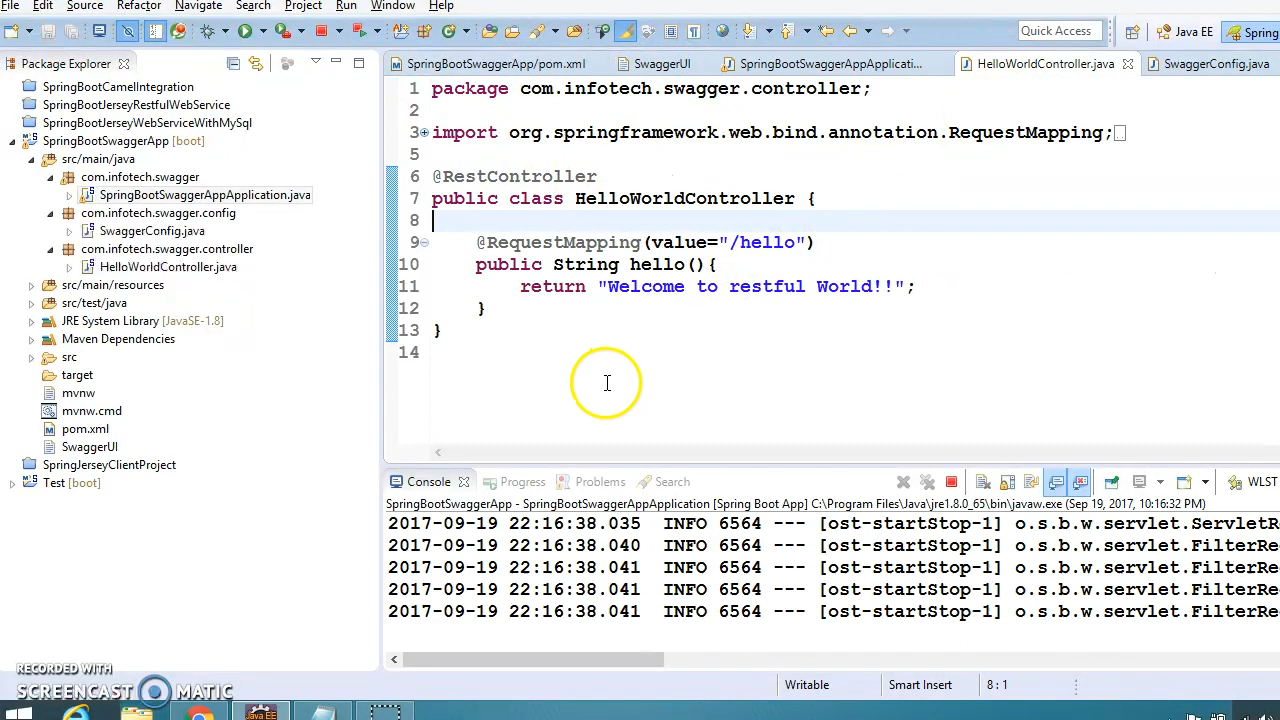 File Edit Source Refactor Navigate Search Project Run Window Help
Quick Access
Java EE
Spring
Package Explorer
SpringBootCamelIntegration
SpringBootJerseyRestfulWebService
SpringBootJerseyWebServiceWithMySql
SpringBootSwaggerApp [boot]
src/main/java
com.infotech.swagger
SpringBootSwaggerAppApplication.java
com.infotech.swagger.config
SwaggerConfig.java
com.infotech.swagger.controller
HelloWorldController.java
src/main/resources
src/test/java
JRE System Library [JavaSE-1.8]
Maven Dependencies
src
target
mvnw
mvnw.cmd
pom.xml
SwaggerUI
SpringJerseyClientProject
Test [boot]
SpringBootSwaggerApp/pom.xml
SwaggerUI
SpringBootSwaggerAppApplicati...
HelloWorldController.java
SwaggerConfig.java
1 package com.infotech.swagger.controller;
2
3 import org.springframework.web.bind.annotation.RequestMapping;
5
6 @RestController
7 public class HelloWorldController {
8
9 @RequestMapping(value="/hello")
10 public String hello(){
11 return "Welcome to restful World!!";
12 }
13 }
14
Console Progress Problems Search
WLST
SpringBootSwaggerApp - SpringBootSwaggerAppApplication [Spring Boot App] C:\Program Files\Java\jre1.8.0_65\bin\javaw.exe (Sep 19, 2017, 10:16:32 PM)
2017-09-19 22:16:38.035 INFO 6564 --- [ost-startStop-1] o.s.b.w.servlet.ServletR
2017-09-19 22:16:38.040 INFO 6564 --- [ost-startStop-1] o.s.b.w.servlet.FilterRe
2017-09-19 22:16:38.041 INFO 6564 --- [ost-startStop-1] o.s.b.w.servlet.FilterRe
2017-09-19 22:16:38.041 INFO 6564 --- [ost-startStop-1] o.s.b.w.servlet.FilterRe
2017-09-19 22:16:38.041 INFO 6564 --- [ost-startStop-1] o.s.b.w.servlet.FilterRe
Writable
Smart Insert
8 : 1
RECORDED WITH
SCREENCAST MATIC
Java EE